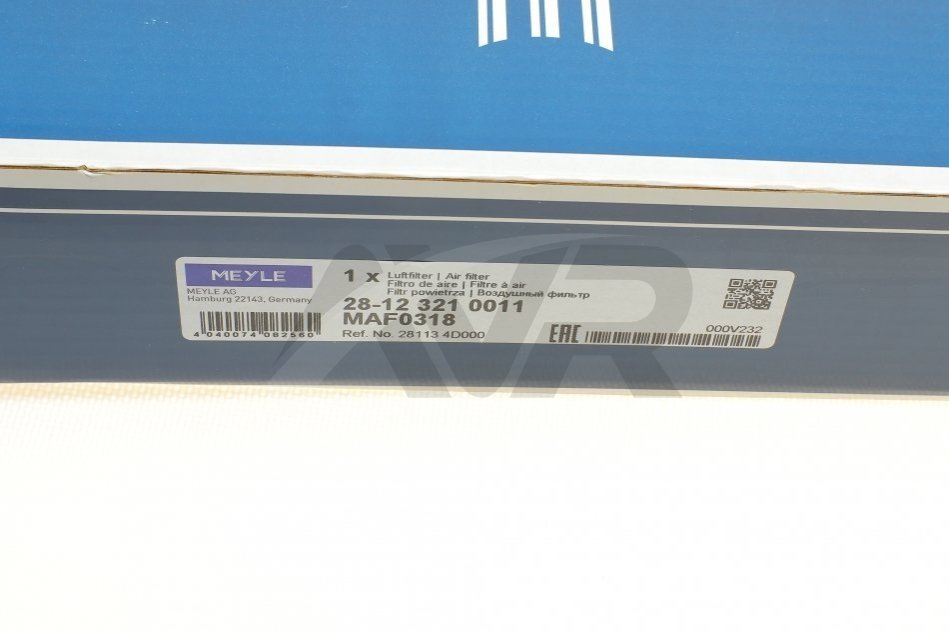 MEYLE
MEYLE AG
Hamburg 22143, Germany
4 040074 082560
1 x Luftfilter | Air filter
Filtro de aire | Filtre à air
Filtr powietrza | Воздушный фильтр
28-12 321 0011
MAF0318
Ref. No. 28113 4D000
EAC
000V232
AVR